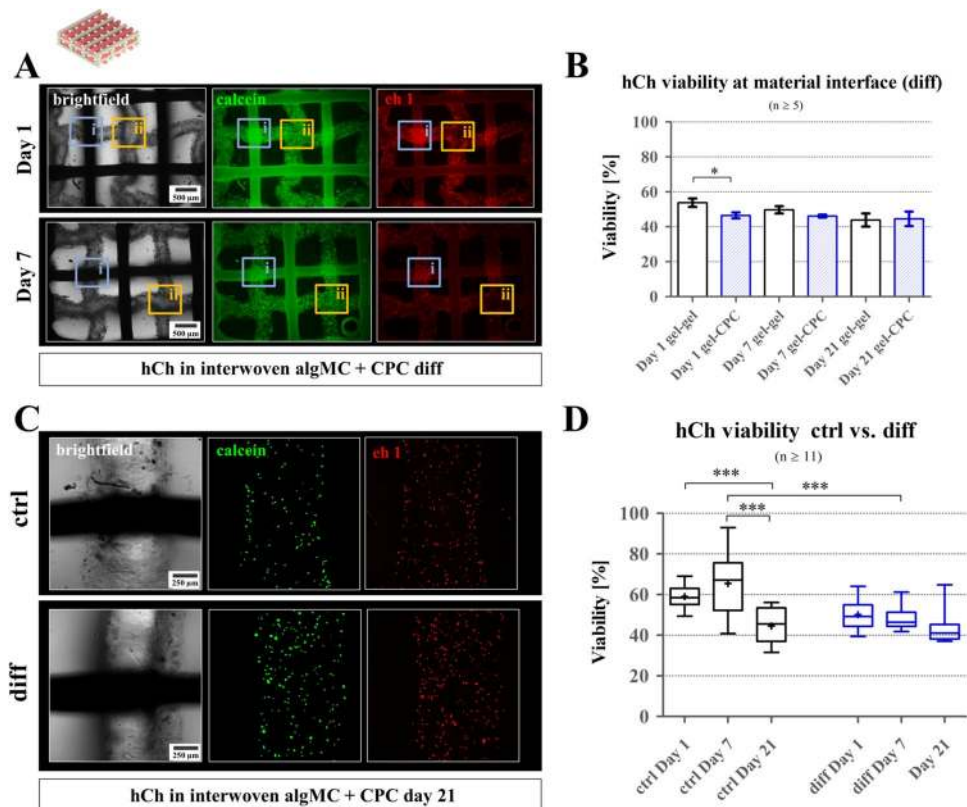 A
brightfield
calcein
eh 1
i
ii
i
ii
i
ii
Day 1
500 µm
i
ii
i
ii
i
ii
Day 7
500 µm
hCh in interwoven algMC + CPC diff
B
hCh viability at material interface (diff)
(n ≥ 5)
Viability [%]
100
80
60
40
20
0
*
Day 1 gel-gel
Day 1 gel-CPC
Day 7 gel-gel
Day 7 gel-CPC
Day 21 gel-gel
Day 21 gel-CPC
C
brightfield
calcein
eh 1
ctrl
250 µm
diff
250 µm
hCh in interwoven algMC + CPC day 21
D
hCh viability ctrl vs. diff
(n ≥ 11)
***
***
***
Viability [%]
100
80
60
40
20
0
ctrl Day 1
ctrl Day 7
ctrl Day 21
diff Day 1
diff Day 7
Day 21